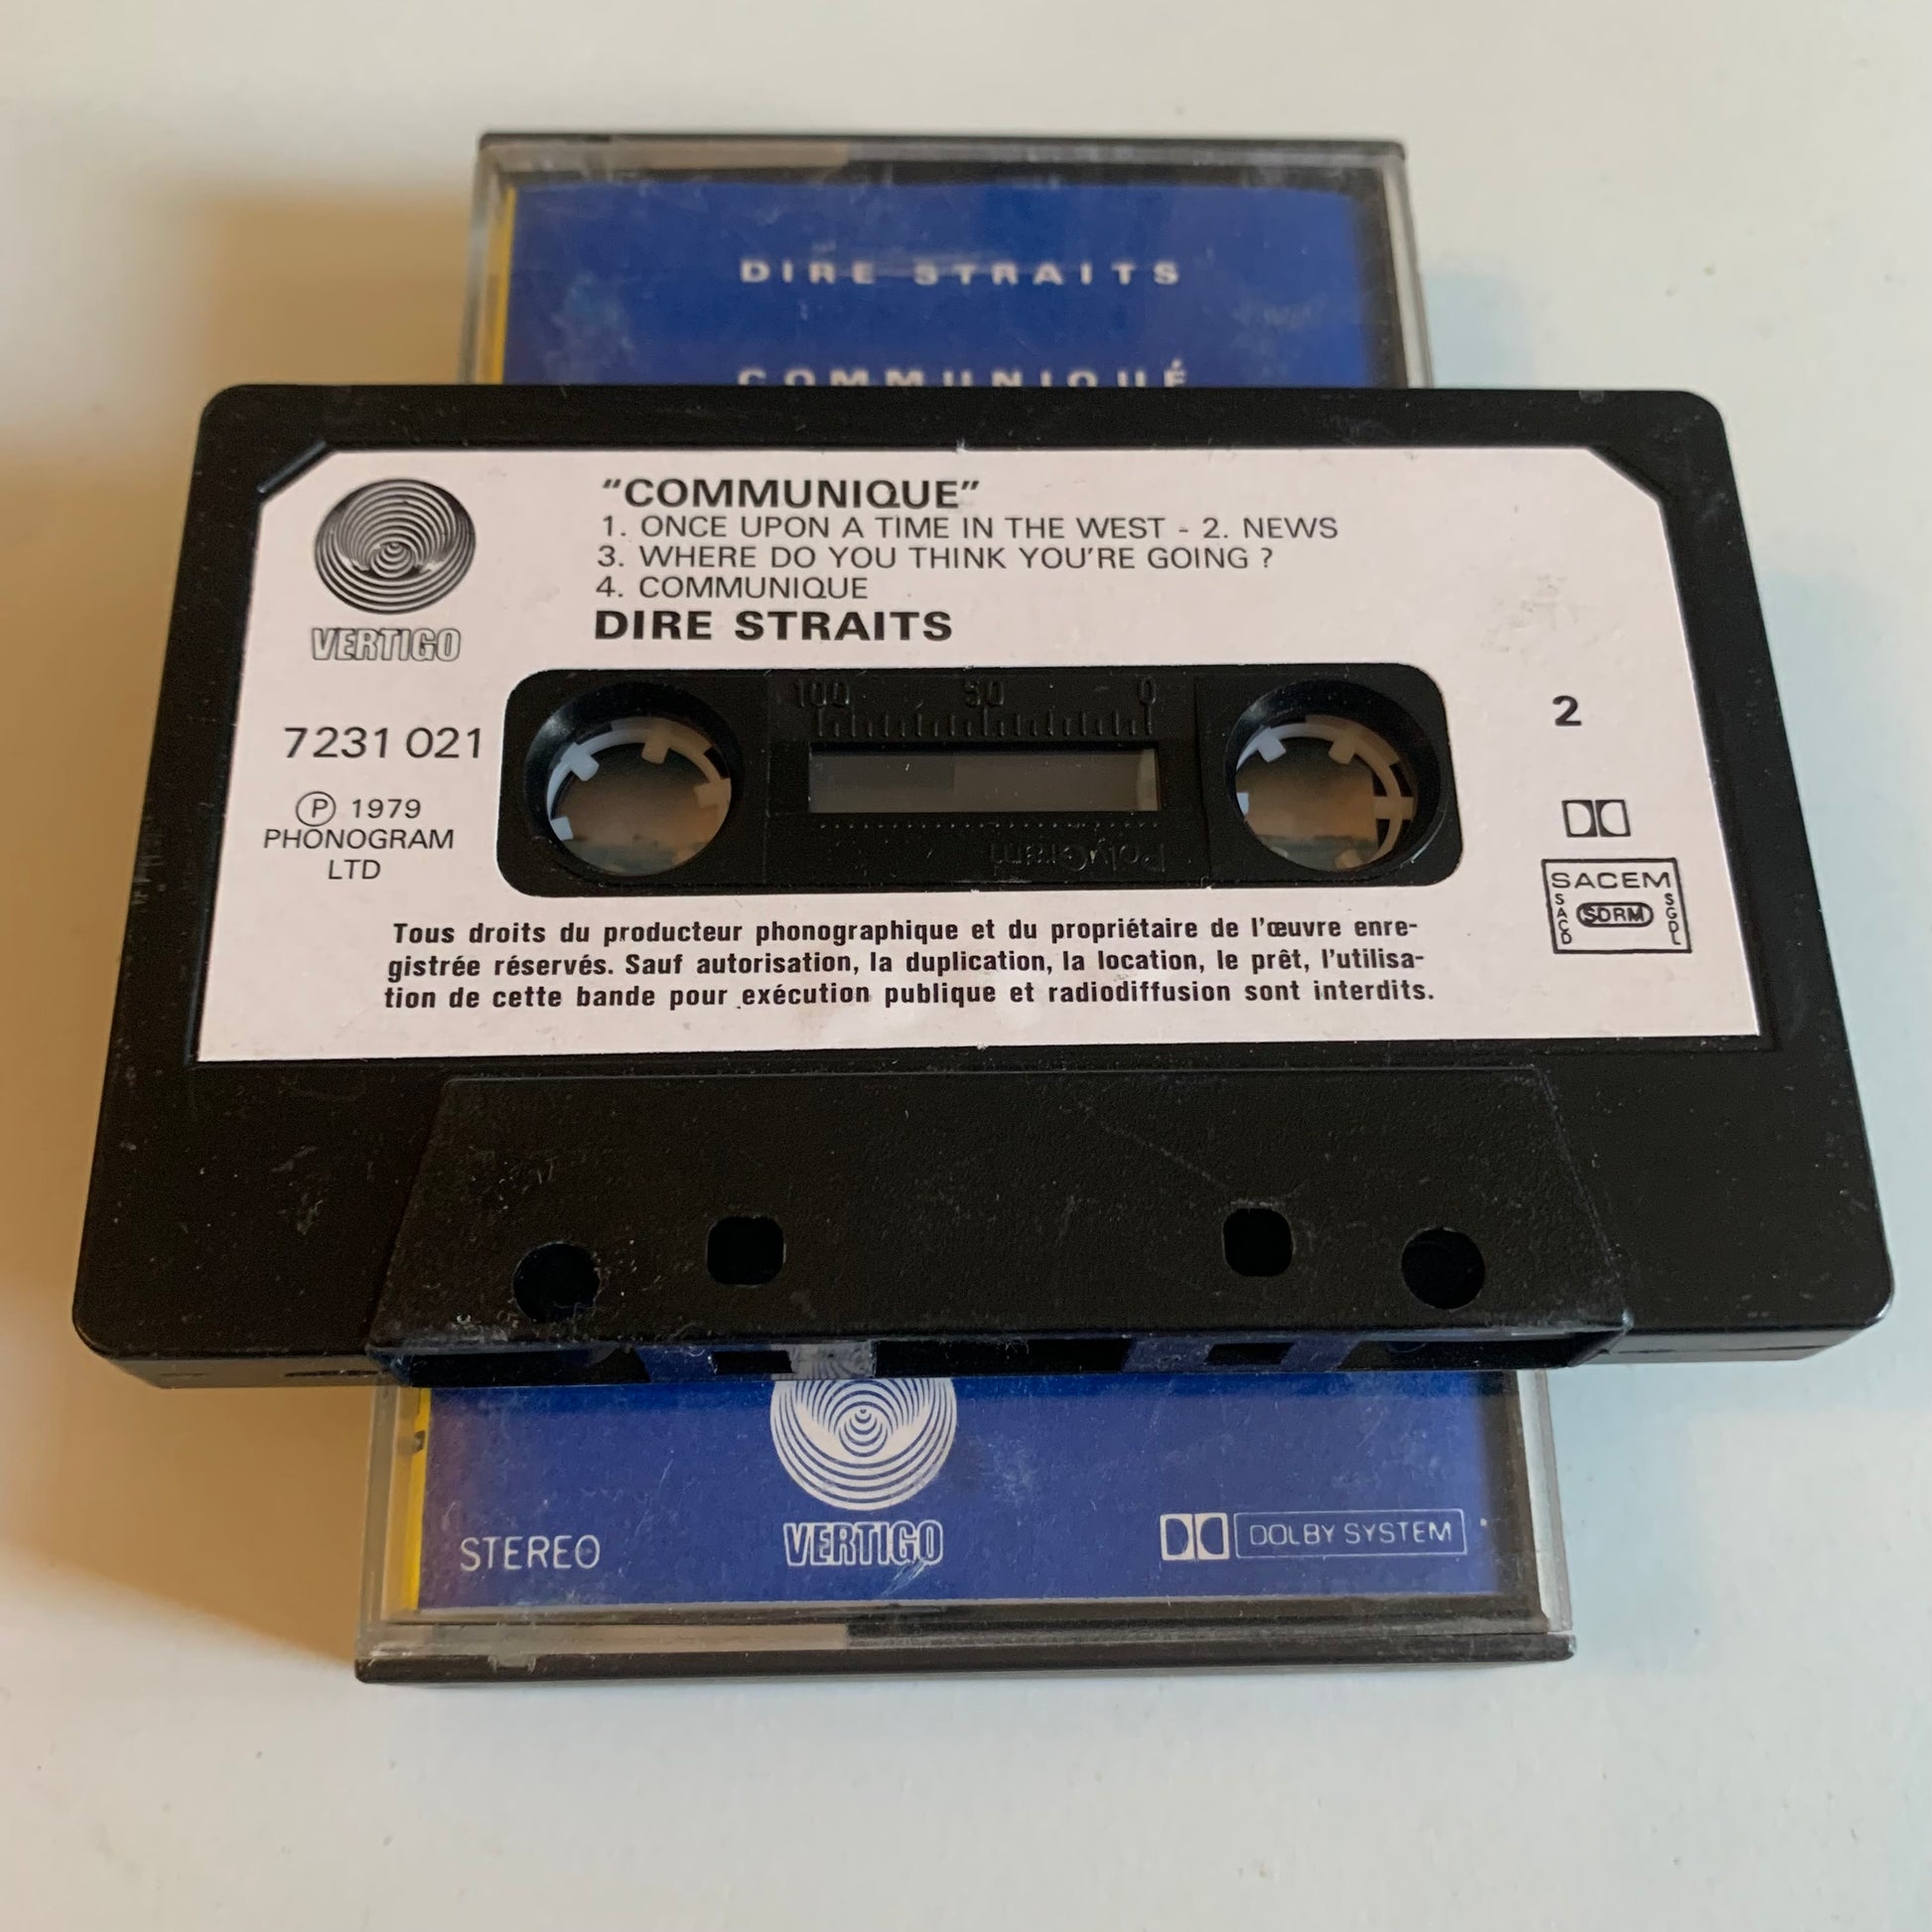 DIRE STRAITS
COMMUNIQUÉ
"COMMUNIQUE"
1. ONCE UPON A TIME IN THE WEST - 2. NEWS
3. WHERE DO YOU THINK YOU'RE GOING ?
4. COMMUNIQUE
DIRE STRAITS
VERTIGO
7231 021
Ⓟ 1979
PHONOGRAM
LTD
100 50 0
PolyGram
2
SACEM
SACD SDRM SGDL
Tous droits du producteur phonographique et du propriétaire de l'œuvre enre-
gistrée réservés. Sauf autorisation, la duplication, la location, le prêt, l'utilisa-
tion de cette bande pour exécution publique et radiodiffusion sont interdits.
STEREO
VERTIGO
DOLBY SYSTEM